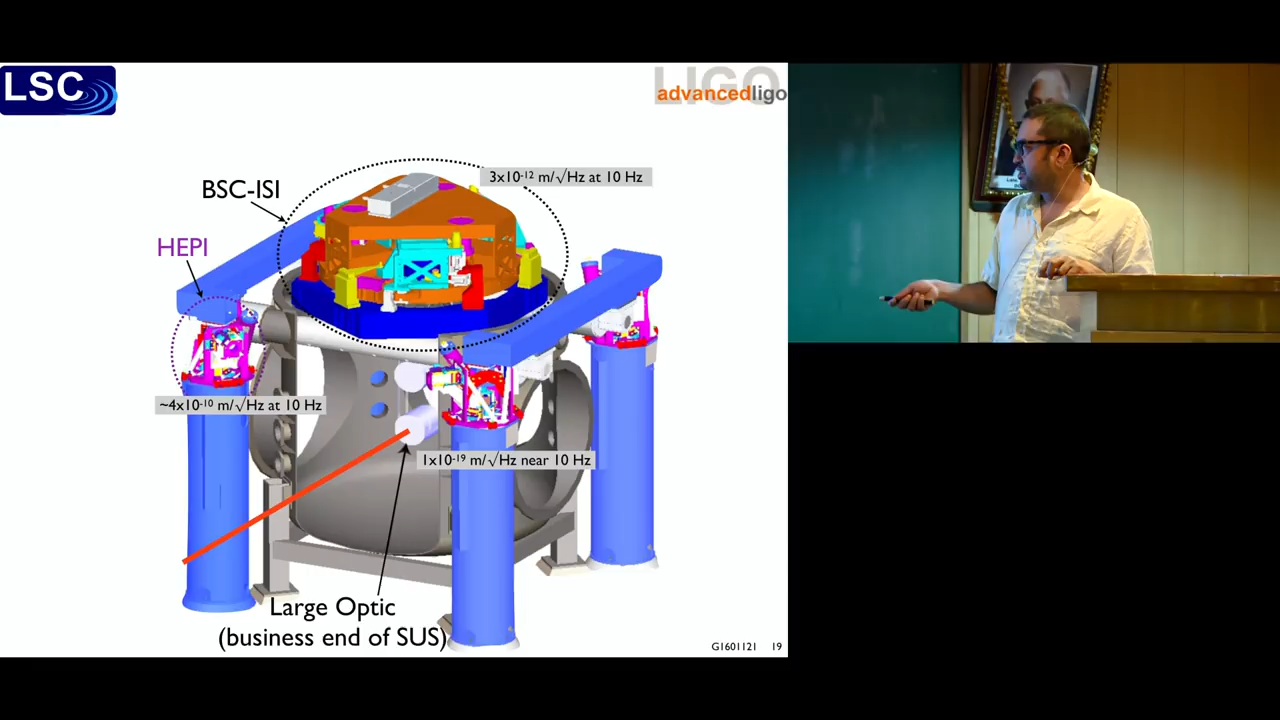 LSC
LIGO
advancedligo
BSC-ISI
3x10-12 m/√Hz at 10 Hz
HEPI
~4x10-10 m/√Hz at 10 Hz
1x10-19 m/√Hz near 10 Hz
Large Optic
(business end of SUS)
G1601121 19